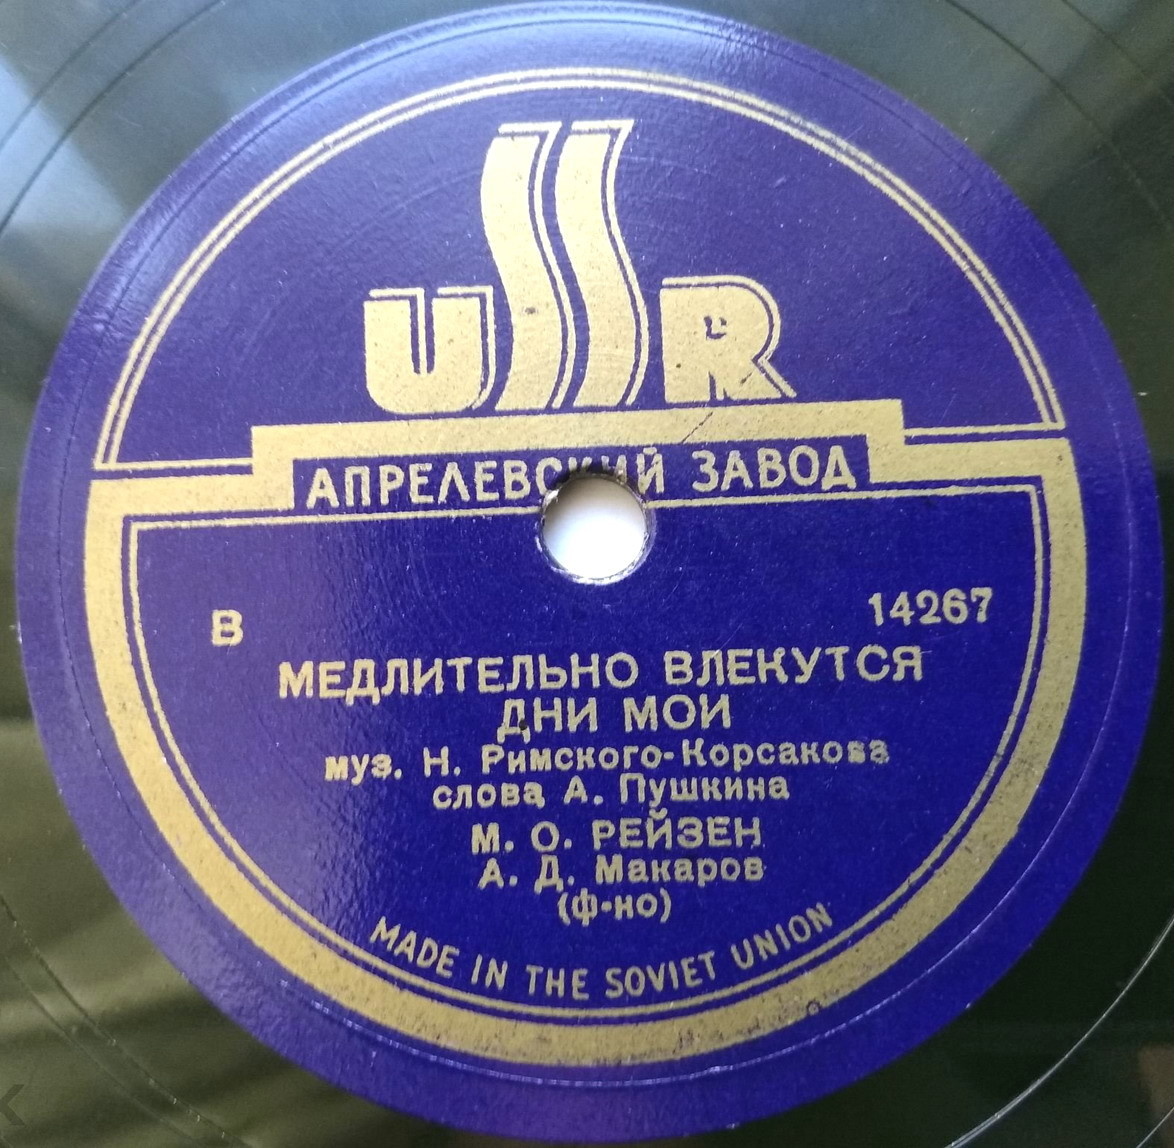 USSR
АПРЕЛЕВСКИЙ ЗАВОД
В 14267
МЕДЛИТЕЛЬНО ВЛЕКУТСЯ
ДНИ МОИ
муз. Н. Римского-Корсакова
слова А. Пушкина
М. О. РЕЙЗЕН
А. Д. Макаров
(ф-но)
MADE IN THE SOVIET UNION